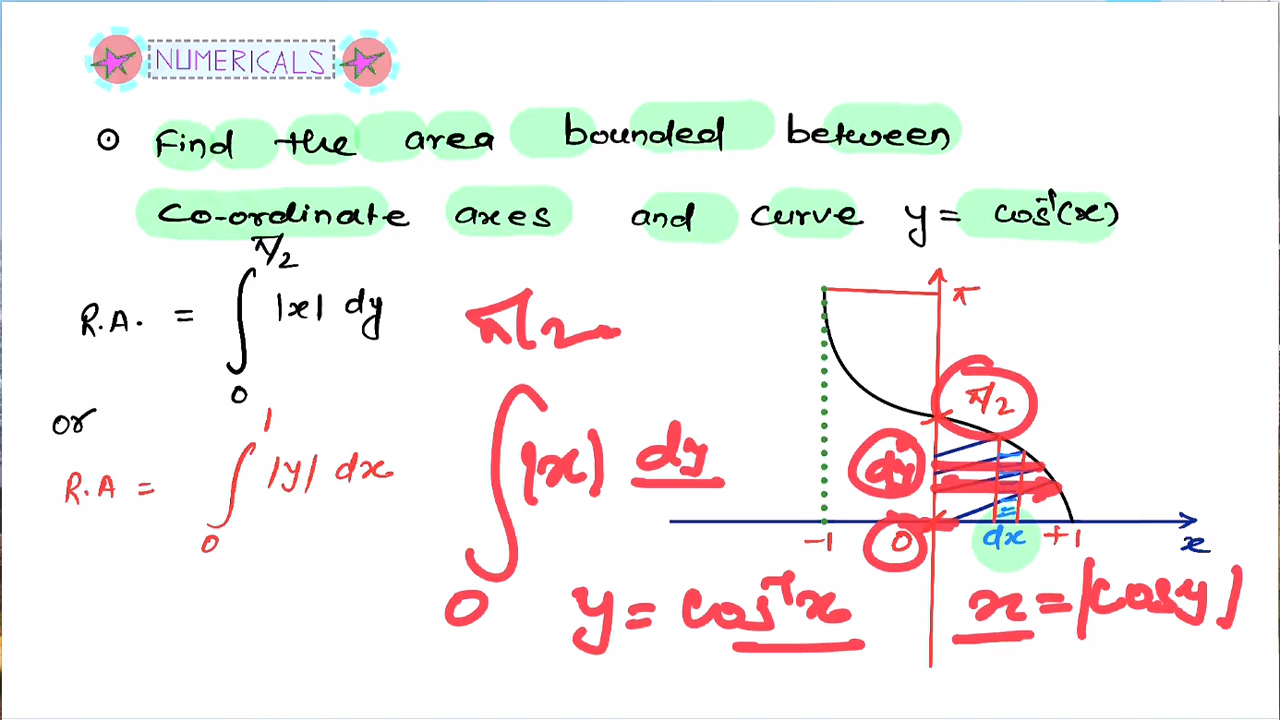 NUMERICALS
⊙ Find the area bounded between
Co-ordinate axes and curve y = cos⁻¹(x)
R.A. = ∫₀^(π/2) |x| dy
or
R.A = ∫₀¹ |y| dx
π/2
∫₀ |x| dy
y = cos⁻¹x
x = |cosy|
π
π/2
dy
-1 0 dx +1 x